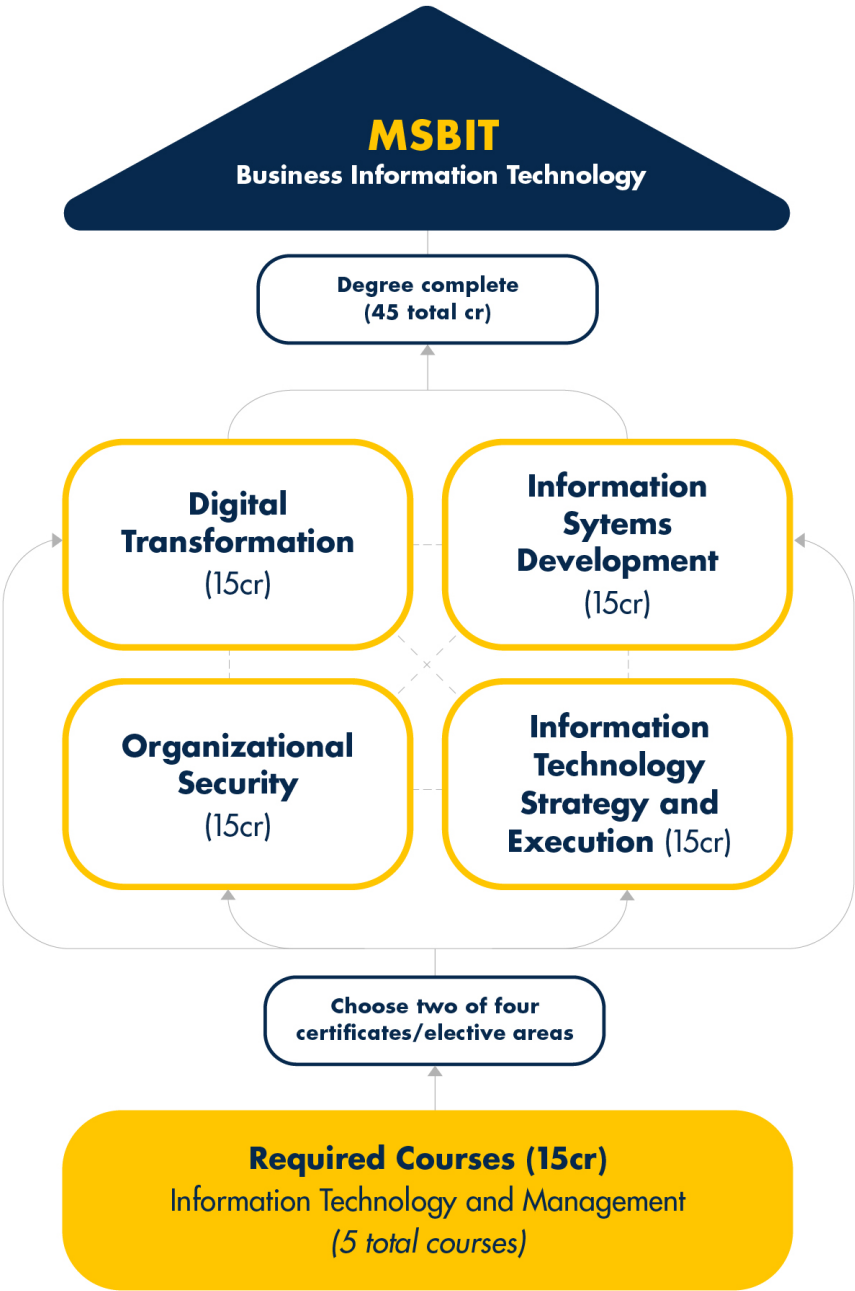 MSBIT
Business Information Technology
Degree complete
(45 total cr)
Digital
Transformation
(15cr)
Information
Sytems
Development
(15cr)
Organizational
Security
(15cr)
Information
Technology
Strategy and
Execution (15cr)
Choose two of four
certificates/elective areas
Required Courses (15cr)
Information Technology and Management
(5 total courses)